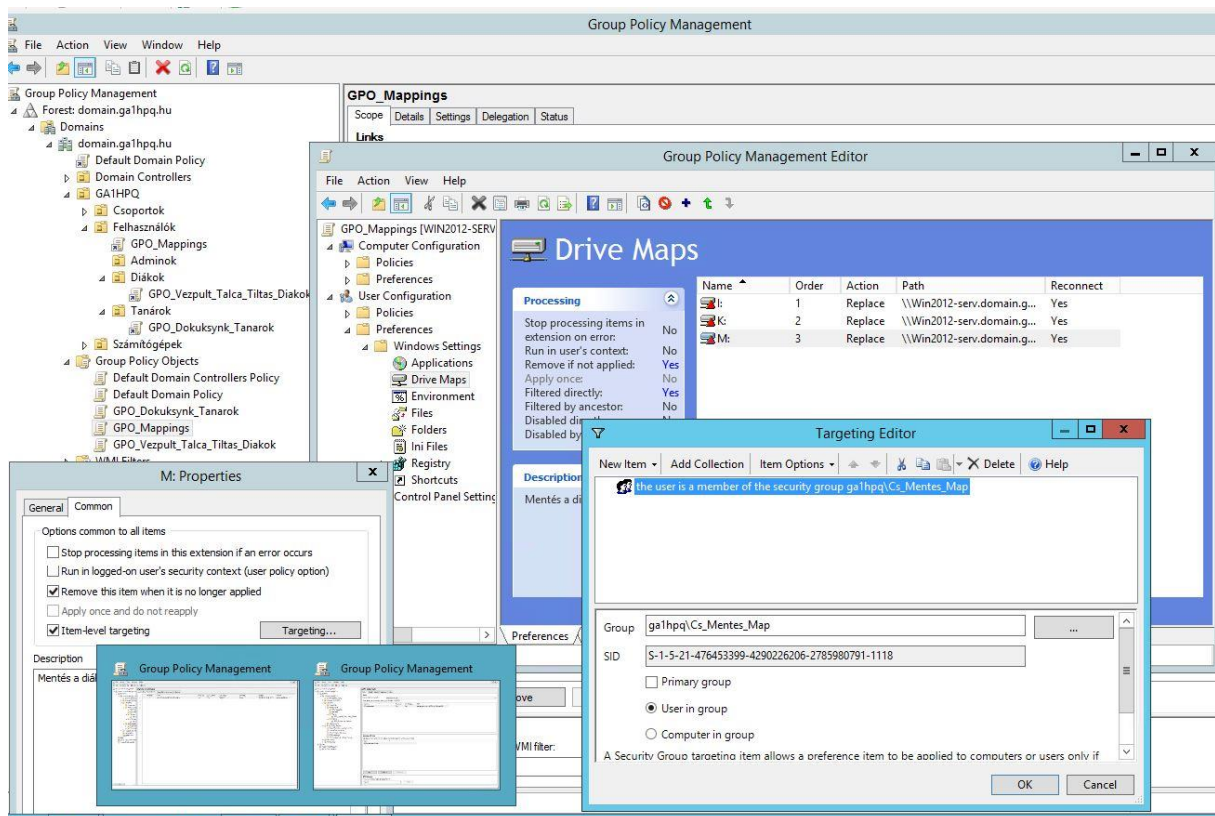 Group Policy Management
File Action View Window Help
Group Policy Management
Forest: domain.ga1hpq.hu
Domains
domain.ga1hpq.hu
Default Domain Policy
Domain Controllers
GA1HPQ
Csoportok
Felhasználók
GPO_Mappings
Adminok
Diákok
GPO_Vezpult_Talca_Tiltas_Diakok
Tanárok
GPO_Dokuksynk_Tanarok
Számítógépek
Group Policy Objects
Default Domain Controllers Policy
Default Domain Policy
GPO_Dokuksynk_Tanarok
GPO_Mappings
GPO_Vezpult_Talca_Tiltas_Diakok
WMI Filters
GPO_Mappings
Scope Details Settings Delegation Status
Links
Group Policy Management Editor
File Action View Help
GPO_Mappings [WIN2012-SERV
Computer Configuration
Policies
Preferences
User Configuration
Policies
Preferences
Windows Settings
Applications
Drive Maps
Environment
Files
Folders
Ini Files
Registry
Shortcuts
Control Panel Setting
Drive Maps
Processing
Stop processing items in extension on error: No
Run in user's context: No
Remove if not applied: Yes
Apply once: No
Filtered directly: Yes
Filtered by ancestor: No
Disabled
Disabled by
Description
Mentés a di
Name Order Action Path Reconnect
I: 1 Replace \\Win2012-serv.domain.g... Yes
K: 2 Replace \\Win2012-serv.domain.g... Yes
M: 3 Replace \\Win2012-serv.domain.g... Yes
Preferences
Targeting Editor
New Item Add Collection Item Options Delete Help
the user is a member of the security group ga1hpq\Cs_Mentes_Map
Group ga1hpq\Cs_Mentes_Map ...
SID S-1-5-21-476453399-4290226206-2785980791-1118
Primary group
User in group
Computer in group
A Security Group targeting item allows a preference item to be applied to computers or users only if
OK Cancel
M: Properties
General Common
Options common to all items
Stop processing items in this extension if an error occurs
Run in logged-on user's security context (user policy option)
Remove this item when it is no longer applied
Apply once and do not reapply
Item-level targeting Targeting...
Description
Mentés a diá
Group Policy Management Group Policy Management
ove
WMI filter: